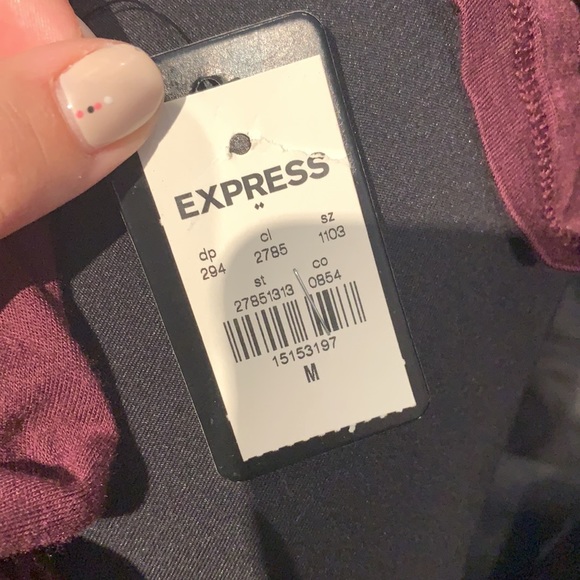 EXPRESS
dp cl sz
294 2785 1103
st co
27851313 0854
15153197
M